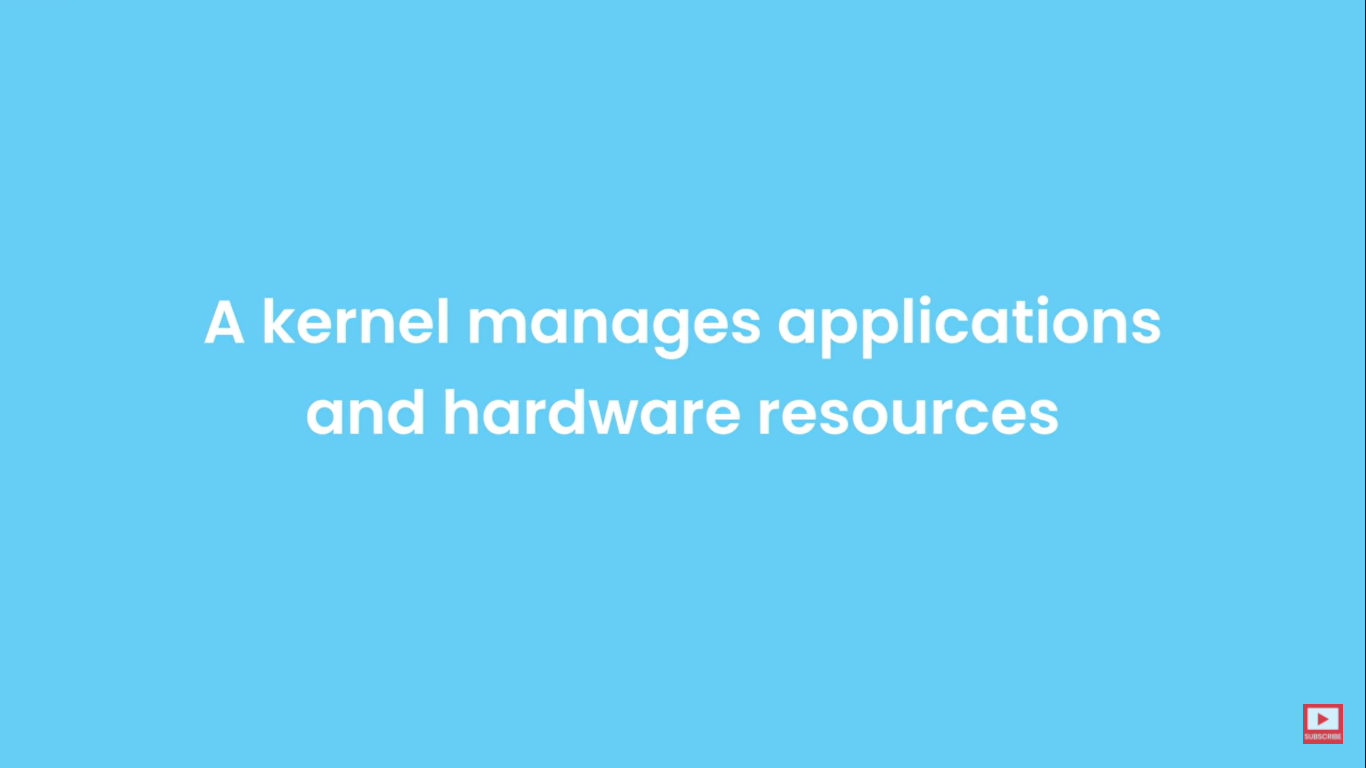 A kernel manages applications
and hardware resources
SUBSCRIBE